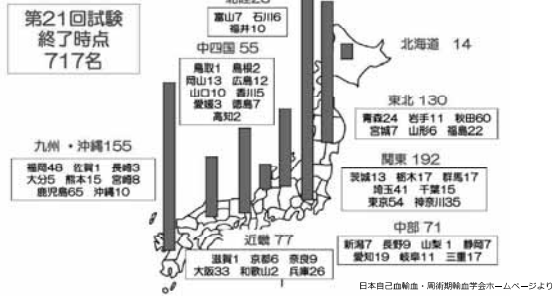 第21回試験
終了時点
717名
富山7 石川6
福井10
中四国 55
鳥取1 島根2
岡山13 広島12
山口10 香川5
愛媛3 徳島7
高知2
北海道 14
東北 130
青森24 岩手11 秋田60
宮城7 山形6 福島22
九州・沖縄155
福岡48 佐賀1 長崎3
大分5 熊本15 宮崎8
鹿児島65 沖縄10
関東 192
茨城13 栃木17 群馬17
埼玉41 千葉15
東京54 神奈川35
中部 71
新潟7 長野9 山梨 1 静岡7
愛知19 岐阜11 三重17
近畿 77
滋賀1 京都6 奈良9
大阪33 和歌山2 兵庫26
日本自己血輸血・周術期輸血学会ホームページより